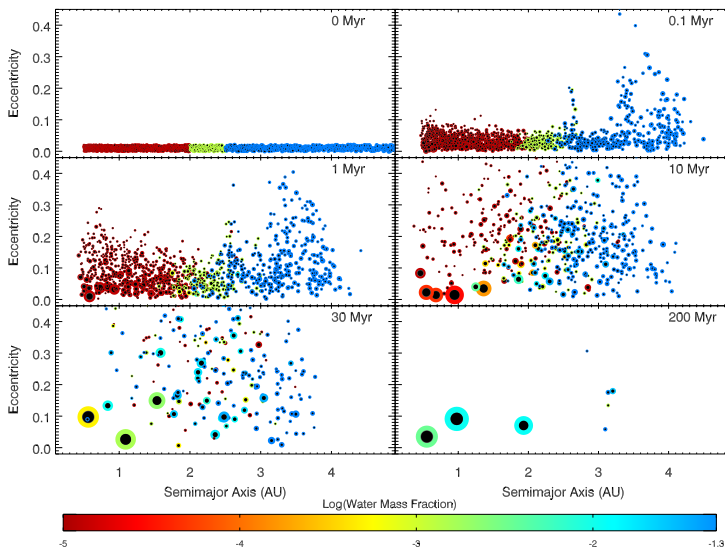 0 Myr
0.1 Myr
0.4
0.3
0.2
0.1
0.0
Eccentricity
1 Myr
10 Myr
0.4
0.3
0.2
0.1
0.0
Eccentricity
30 Myr
200 Myr
0.4
0.3
0.2
0.1
0.0
Eccentricity
1 2 3 4 1 2 3 4
Semimajor Axis (AU) Semimajor Axis (AU)
Log(Water Mass Fraction)
-5 -4 -3 -2 -1.3